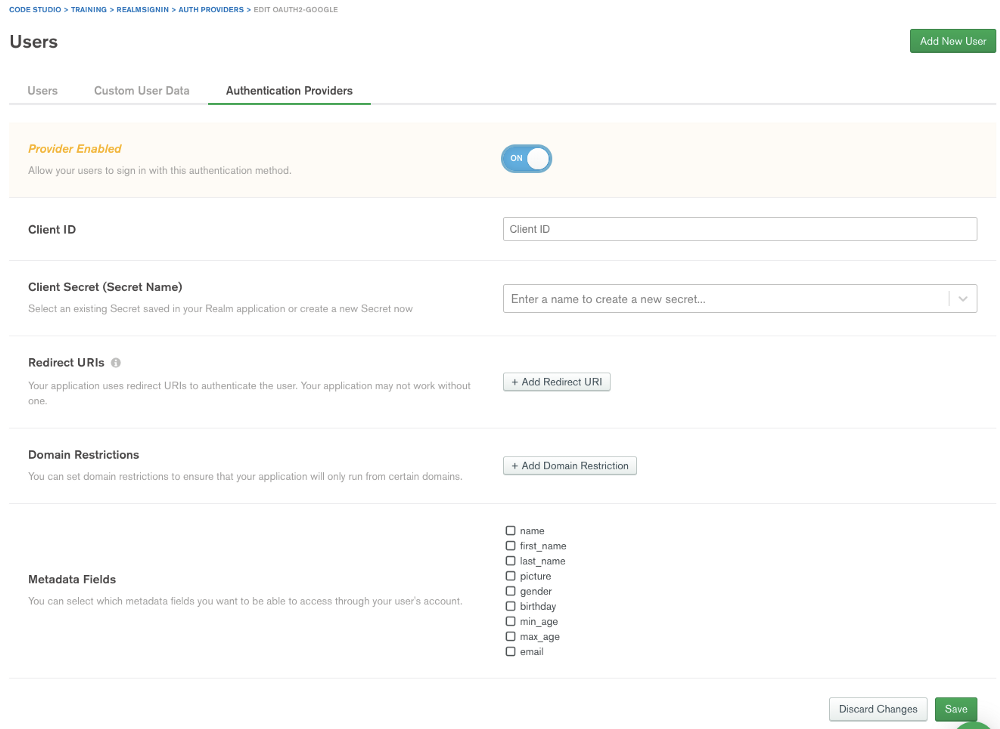 CODE STUDIO > TRAINING > REALMSIGNIN > AUTH PROVIDERS > EDIT OAUTH2-GOOGLE
Users
Add New User
Users Custom User Data Authentication Providers
Provider Enabled
Allow your users to sign in with this authentication method.
ON
Client ID
Client ID
Client Secret (Secret Name)
Select an existing Secret saved in your Realm application or create a new Secret now
Enter a name to create a new secret...
Redirect URIs
Your application uses redirect URIs to authenticate the user. Your application may not work without
one.
+ Add Redirect URI
Domain Restrictions
You can set domain restrictions to ensure that your application will only run from certain domains.
+ Add Domain Restriction
Metadata Fields
You can select which metadata fields you want to be able to access through your user's account.
name
first_name
last_name
picture
gender
birthday
min_age
max_age
email
Discard Changes
Save